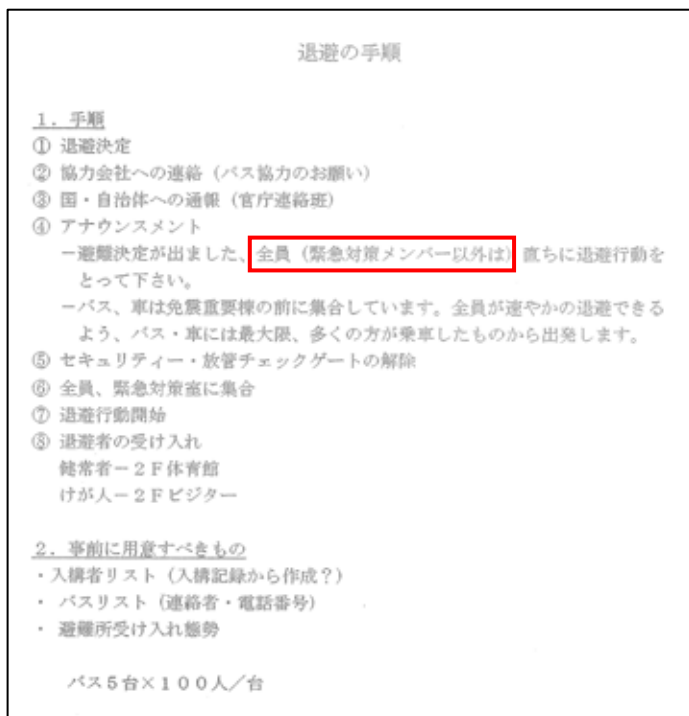 退避の手順
1．手順
① 退避決定
② 協力会社への連絡（バス協力のお願い）
③ 国・自治体への通報（官庁連絡班）
④ アナウンスメント
－避難決定が出ました、全員（緊急対策メンバー以外は）直ちに退避行動を
とって下さい。
－バス、車は免震重要棟の前に集合しています。全員が速やかの退避できる
よう、バス・車には最大限、多くの方が乗車したものから出発します。
⑤ セキュリティー・放管チェックゲートの解除
⑥ 全員、緊急対策室に集合
⑦ 退避行動開始
⑧ 退避者の受け入れ
健常者－２Ｆ体育館
けが人－２Ｆビジター
2．事前に用意すべきもの
・入構者リスト（入構記録から作成？）
・ バスリスト（連絡者・電話番号）
・ 避難所受け入れ態勢
バス５台×１００人／台